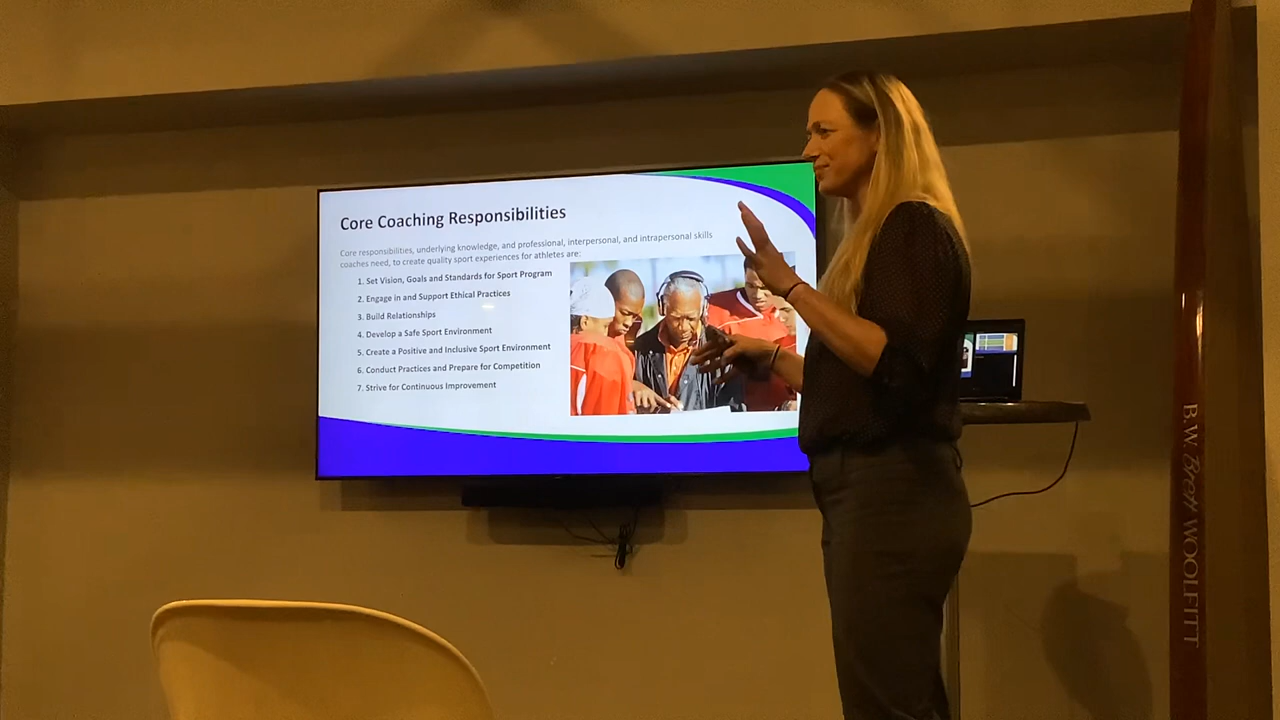 Core Coaching Responsibilities
Core responsibilities, underlying knowledge, and professional, interpersonal, and intrapersonal skills
coaches need, to create quality sport experiences for athletes are:
1. Set Vision, Goals and Standards for Sport Program
2. Engage in and Support Ethical Practices
3. Build Relationships
4. Develop a Safe Sport Environment
5. Create a Positive and Inclusive Sport Environment
6. Conduct Practices and Prepare for Competition
7. Strive for Continuous Improvement
B.W. Brett WOOLFITT